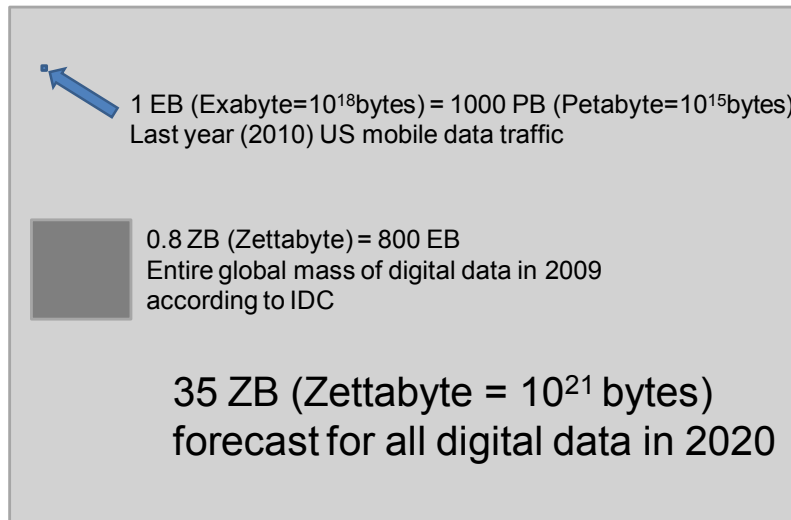 1 EB (Exabyte=10¹⁸bytes) = 1000 PB (Petabyte=10¹⁵bytes)
Last year (2010) US mobile data traffic
0.8 ZB (Zettabyte) = 800 EB
Entire global mass of digital data in 2009
according to IDC
35 ZB (Zettabyte = 10²¹ bytes)
forecast for all digital data in 2020